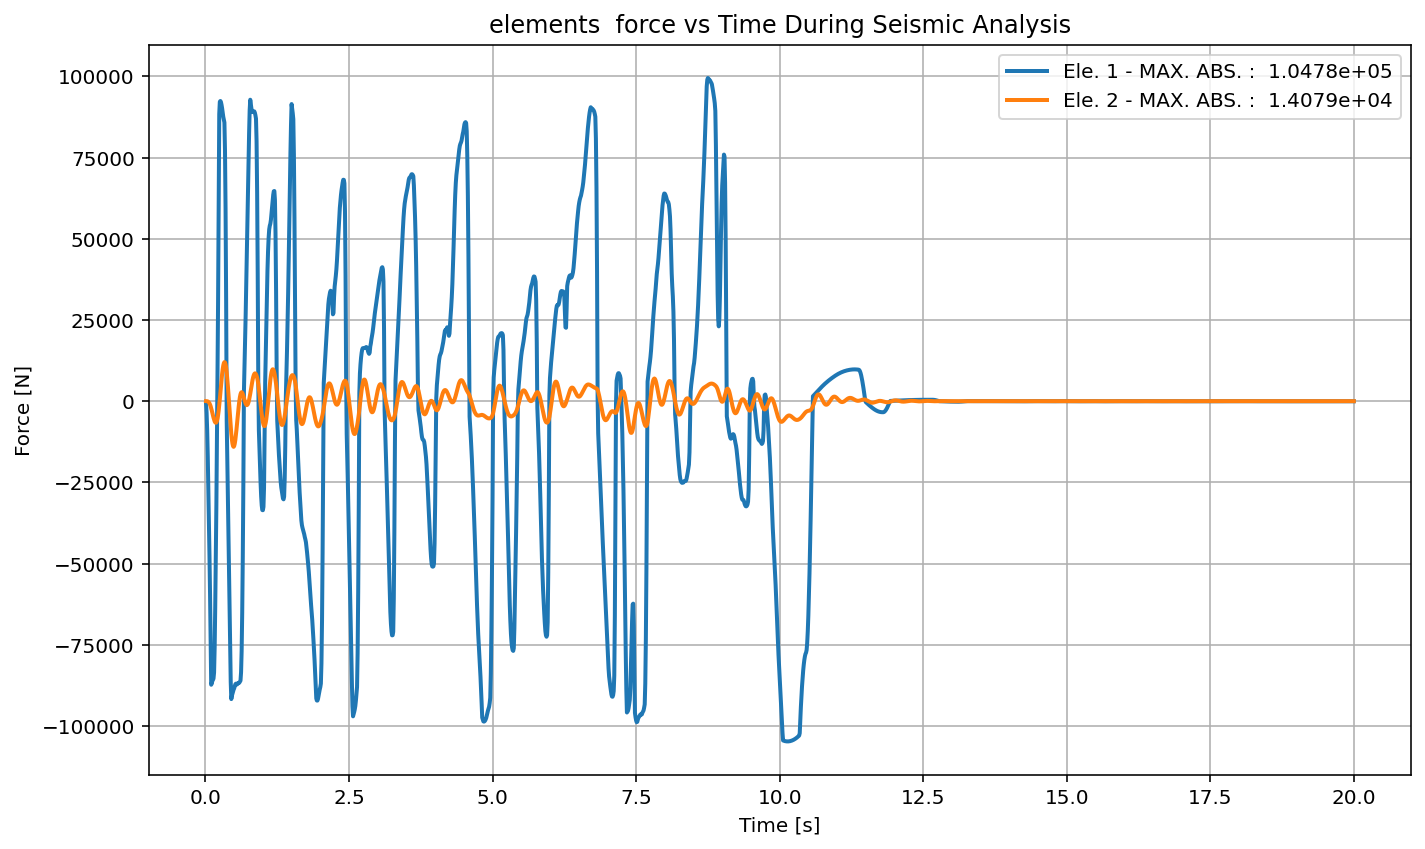 elements  force vs Time During Seismic Analysis
Ele. 1 - MAX. ABS. :  1.0478e+05
Ele. 2 - MAX. ABS. :  1.4079e+04
100000
75000
50000
25000
0
−25000
−50000
−75000
−100000
Force [N]
0.0 2.5 5.0 7.5 10.0 12.5 15.0 17.5 20.0
Time [s]